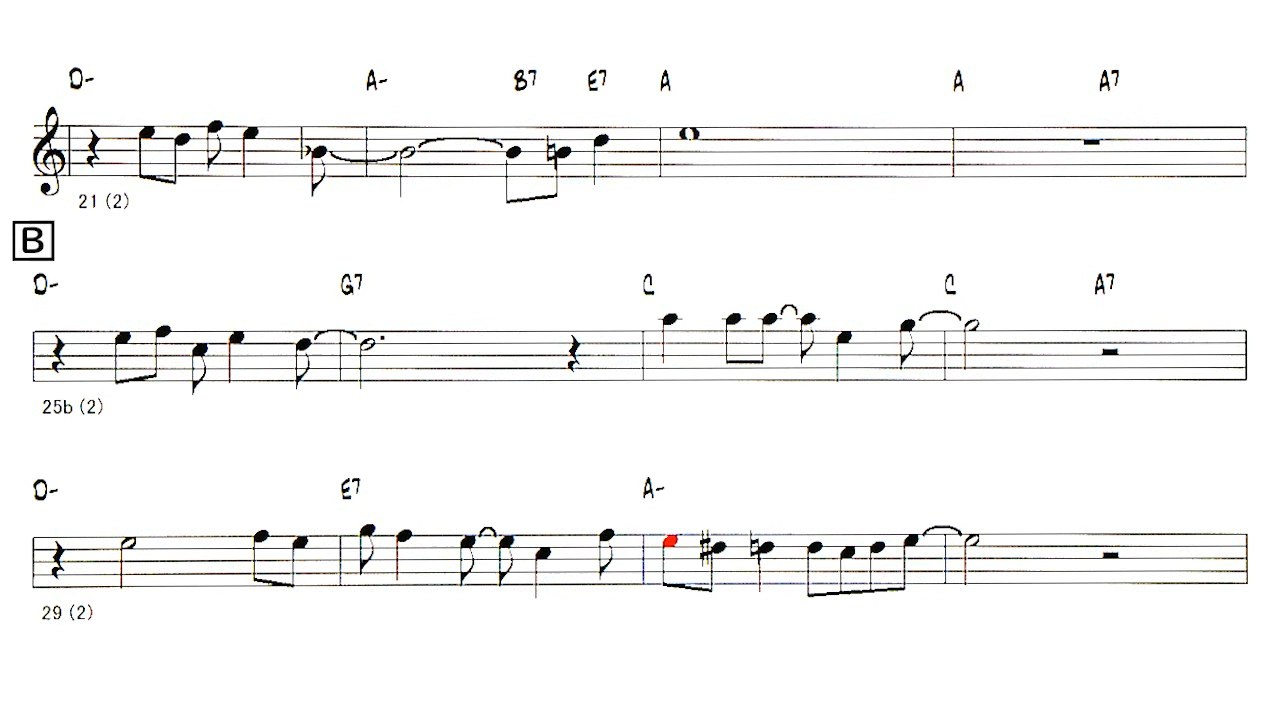 D- A- B7 E7 A A A7
21 (2)
B
D- G7 C C A7
25b (2)
D- E7 A-
29 (2)